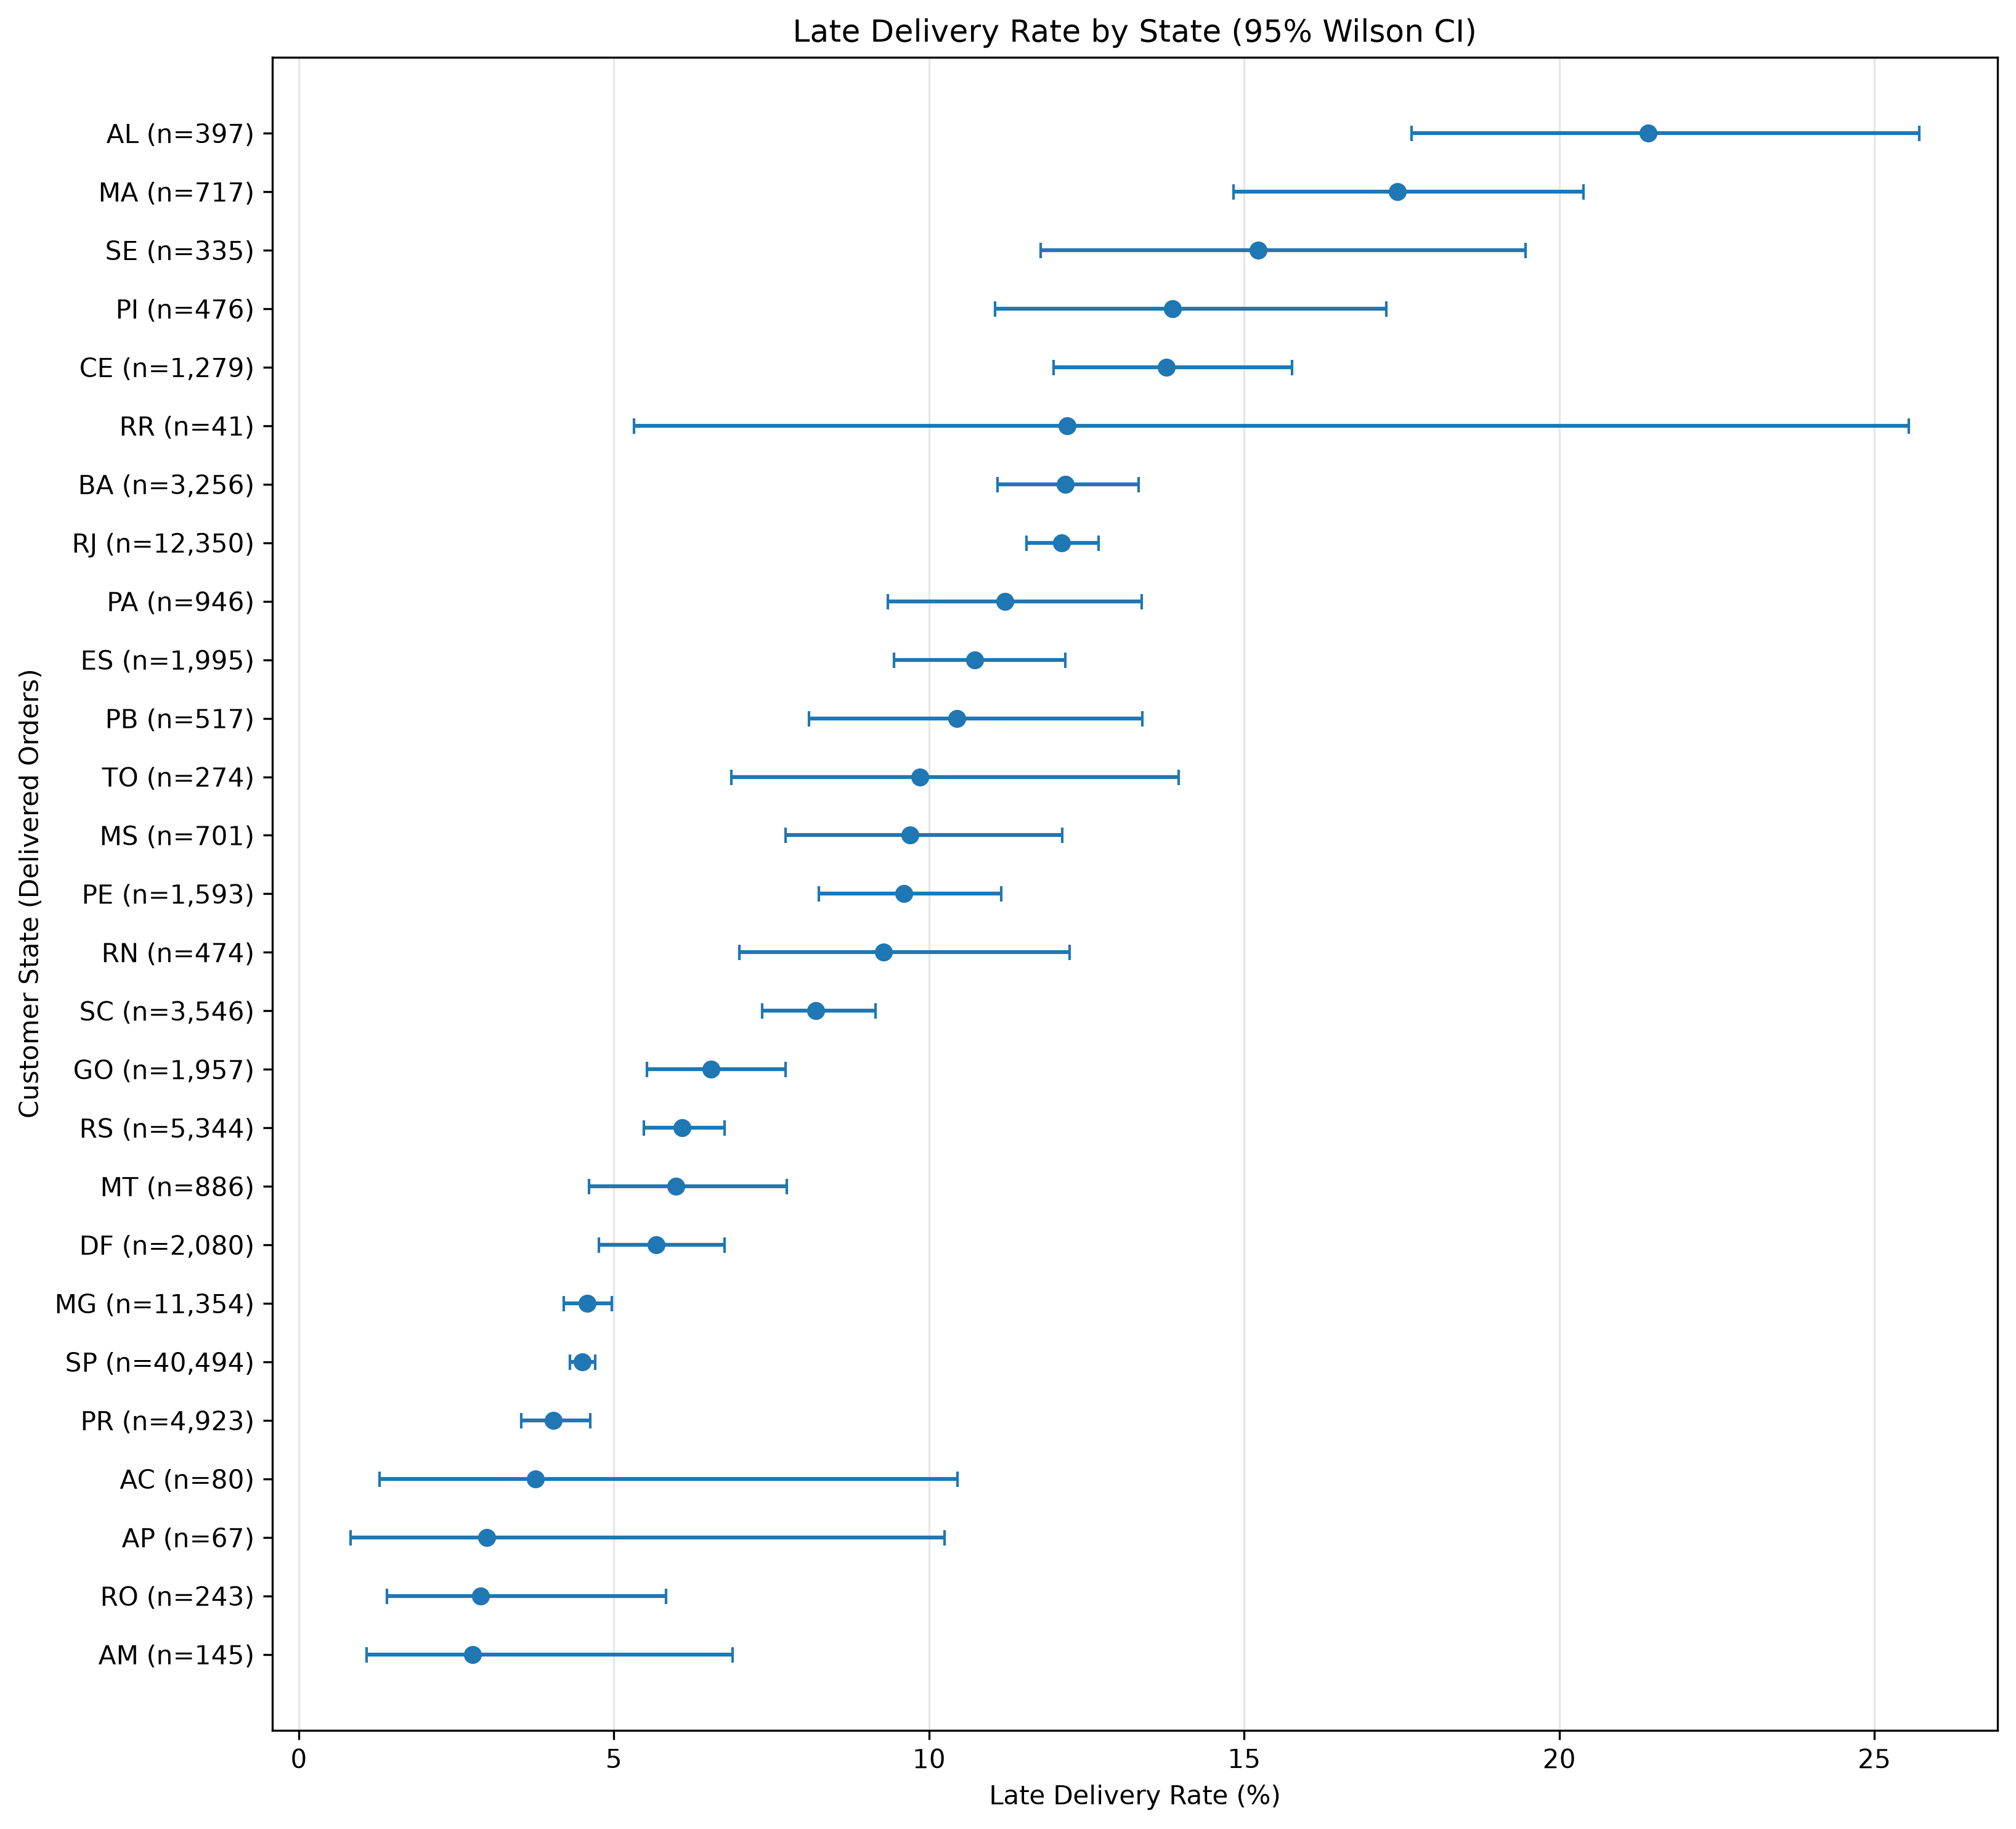 Late Delivery Rate by State (95% Wilson CI)
Customer State (Delivered Orders)
AL (n=397)
MA (n=717)
SE (n=335)
PI (n=476)
CE (n=1,279)
RR (n=41)
BA (n=3,256)
RJ (n=12,350)
PA (n=946)
ES (n=1,995)
PB (n=517)
TO (n=274)
MS (n=701)
PE (n=1,593)
RN (n=474)
SC (n=3,546)
GO (n=1,957)
RS (n=5,344)
MT (n=886)
DF (n=2,080)
MG (n=11,354)
SP (n=40,494)
PR (n=4,923)
AC (n=80)
AP (n=67)
RO (n=243)
AM (n=145)
0 5 10 15 20 25
Late Delivery Rate (%)